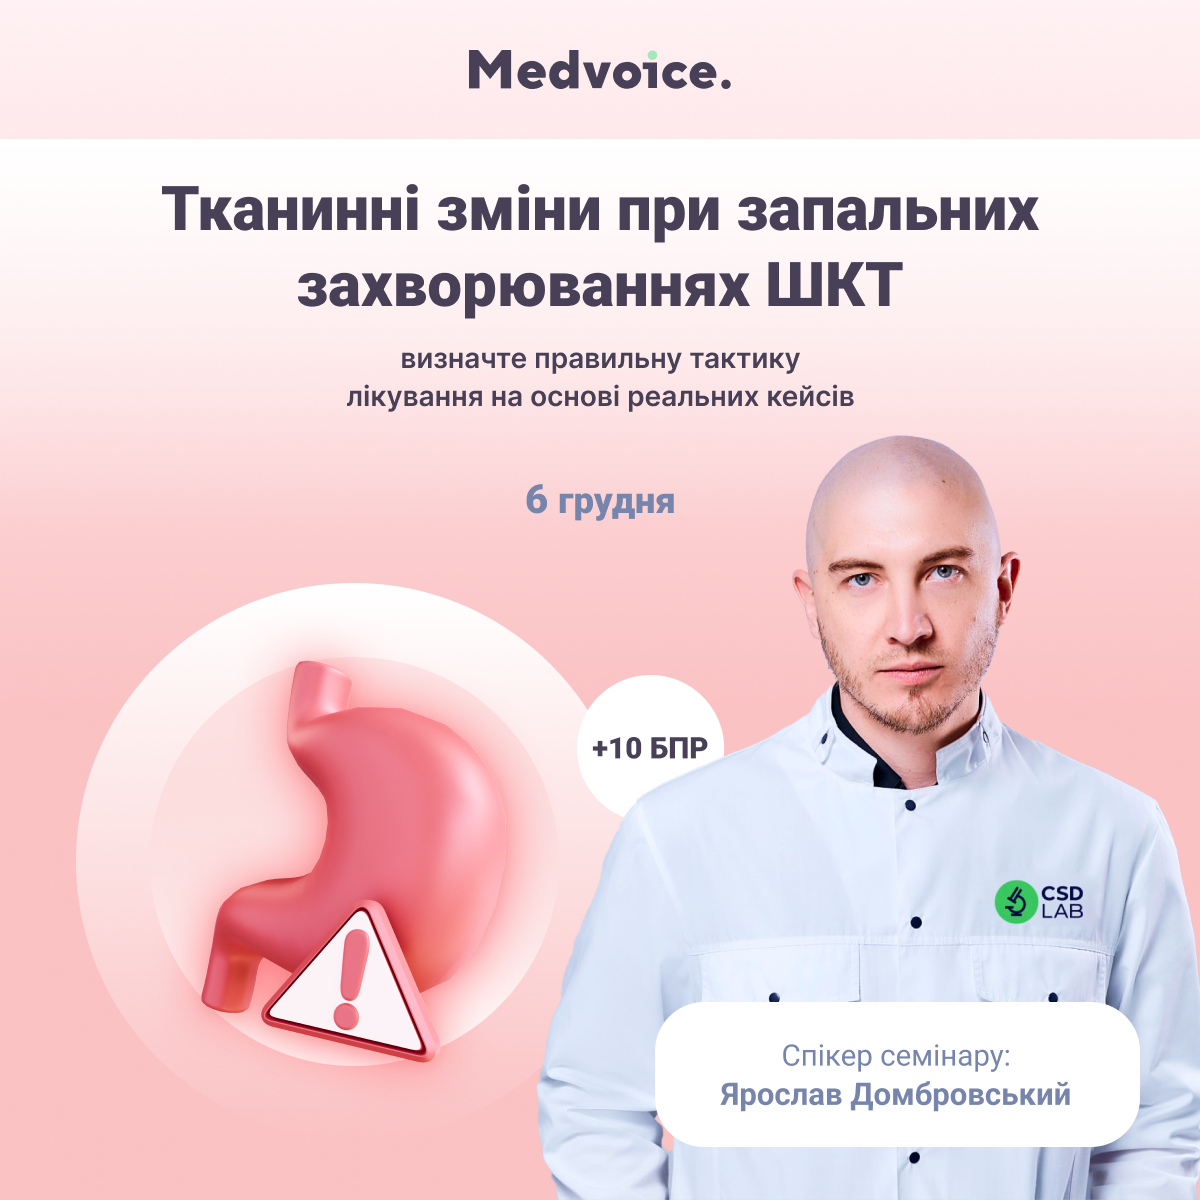 Medvoice.
Тканинні зміни при запальних
захворюваннях ШКТ
визначте правильну тактику
лікування на основі реальних кейсів
6 грудня
+10 БПР
CSD
LAB
Спікер семінару:
Ярослав Домбровський